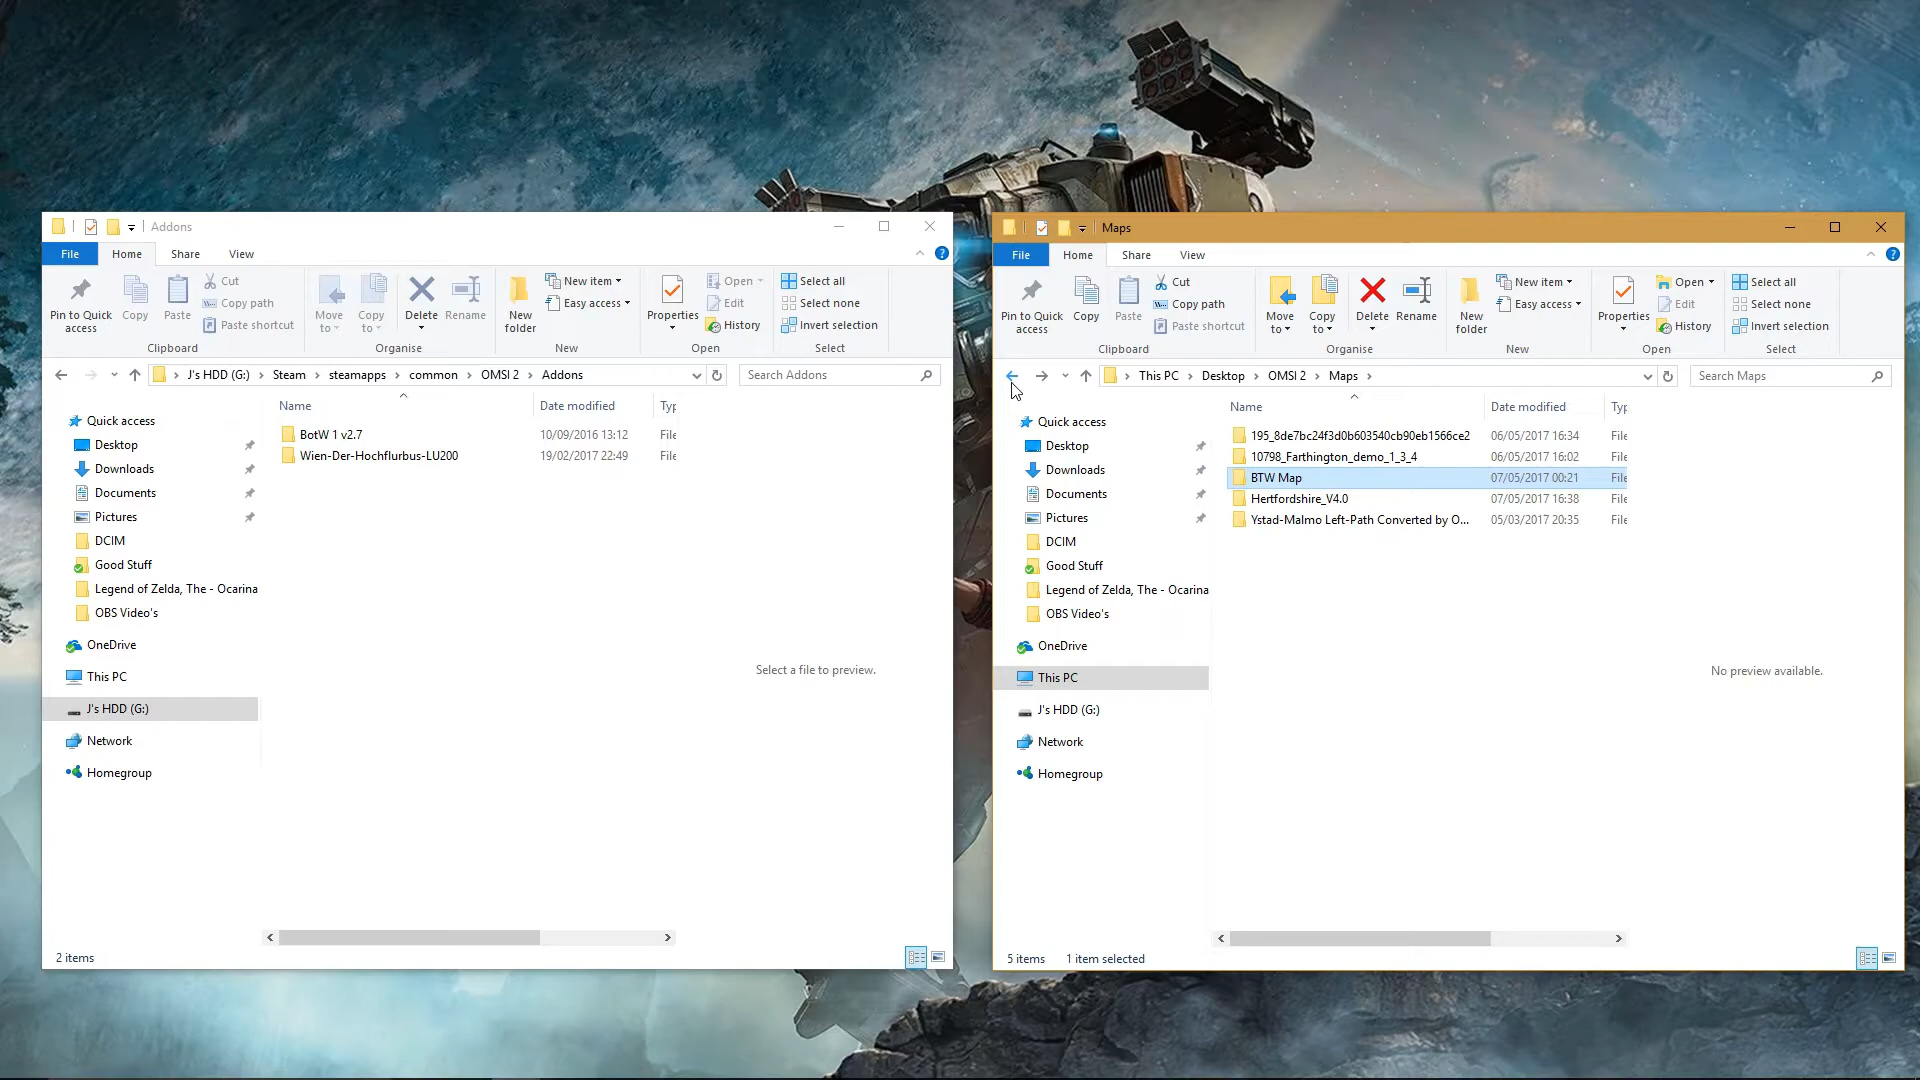 Addons
File Home Share View
Pin to Quick access
Copy
Paste
Cut
Copy path
Paste shortcut
Clipboard
Move to
Copy to
Delete
Rename
Organise
New folder
New item
Easy access
New
Properties
Open
Edit
History
Open
Select all
Select none
Invert selection
Select
J's HDD (G:) > Steam > steamapps > common > OMSI 2 > Addons
Search Addons
Name Date modified Typ
BotW 1 v2.7 10/09/2016 13:12 File
Wien-Der-Hochflurbus-LU200 19/02/2017 22:49 File
Quick access
Desktop
Downloads
Documents
Pictures
DCIM
Good Stuff
Legend of Zelda, The - Ocarina
OBS Video's
OneDrive
This PC
J's HDD (G:)
Network
Homegroup
Select a file to preview.
2 items
Maps
File Home Share View
Pin to Quick access
Copy
Paste
Cut
Copy path
Paste shortcut
Clipboard
Move to
Copy to
Delete
Rename
Organise
New folder
New item
Easy access
New
Properties
Open
Edit
History
Open
Select all
Select none
Invert selection
Select
This PC > Desktop > OMSI 2 > Maps >
Search Maps
Name Date modified Typ
195_8de7bc24f3d0b603540cb90eb1566ce2 06/05/2017 16:34 File
10798_Farthington_demo_1_3_4 06/05/2017 16:02 File
BTW Map 07/05/2017 00:21 File
Hertfordshire_V4.0 07/05/2017 16:38 File
Ystad-Malmo Left-Path Converted by O... 05/03/2017 20:35 File
Quick access
Desktop
Downloads
Documents
Pictures
DCIM
Good Stuff
Legend of Zelda, The - Ocarina
OBS Video's
OneDrive
This PC
J's HDD (G:)
Network
Homegroup
No preview available.
5 items 1 item selected